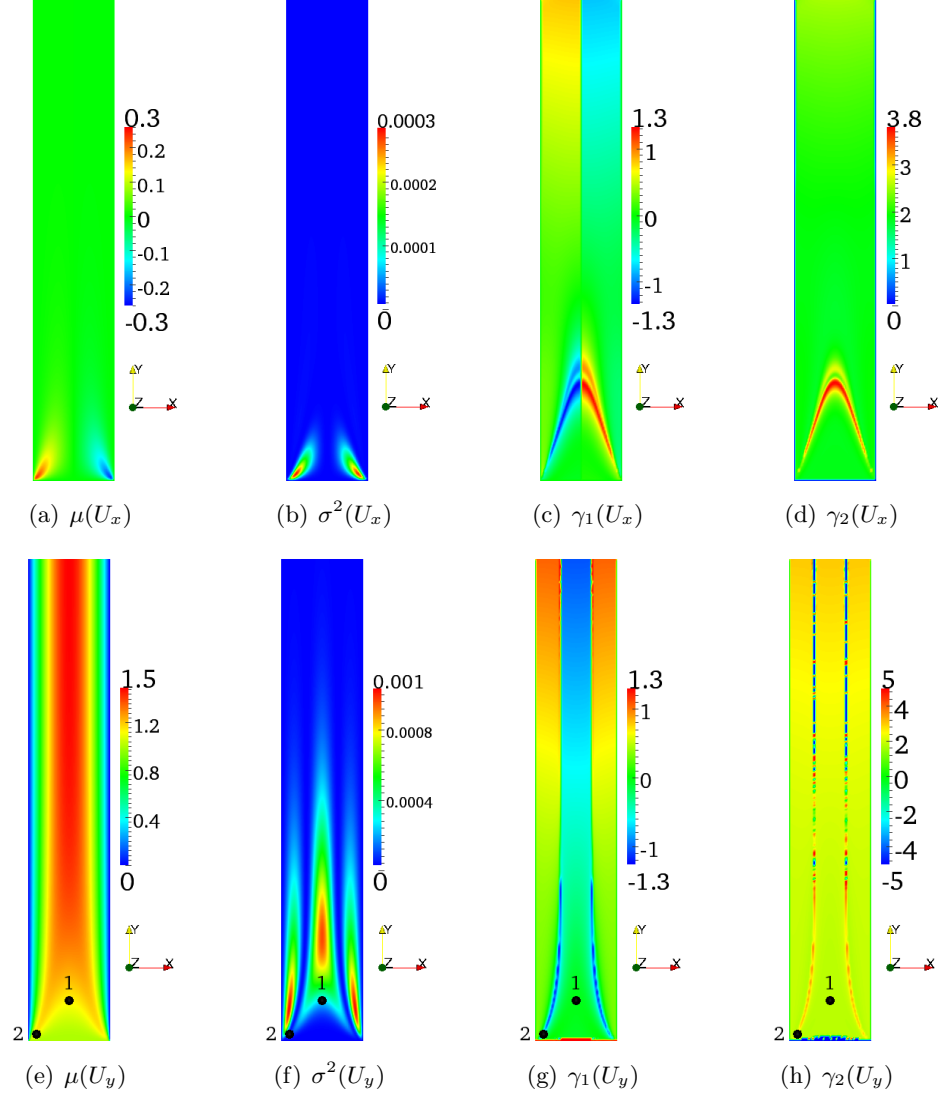 0.3
0.2
0.1
0
-0.1
-0.2
-0.3
Y
Z X
(a) μ(U_x)
0.0003
0.0002
0.0001
0
Y
Z X
(b) σ²(U_x)
1.3
1
0
-1
-1.3
Y
Z X
(c) γ₁(U_x)
3.8
3
2
1
0
Y
Z X
(d) γ₂(U_x)
1.5
1.2
0.8
0.4
0
Y
Z X
1
2
(e) μ(U_y)
0.001
0.0008
0.0004
0
Y
Z X
1
2
(f) σ²(U_y)
1.3
1
0
-1
-1.3
Y
Z X
1
2
(g) γ₁(U_y)
5
4
2
0
-2
-4
-5
Y
Z X
1
2
(h) γ₂(U_y)